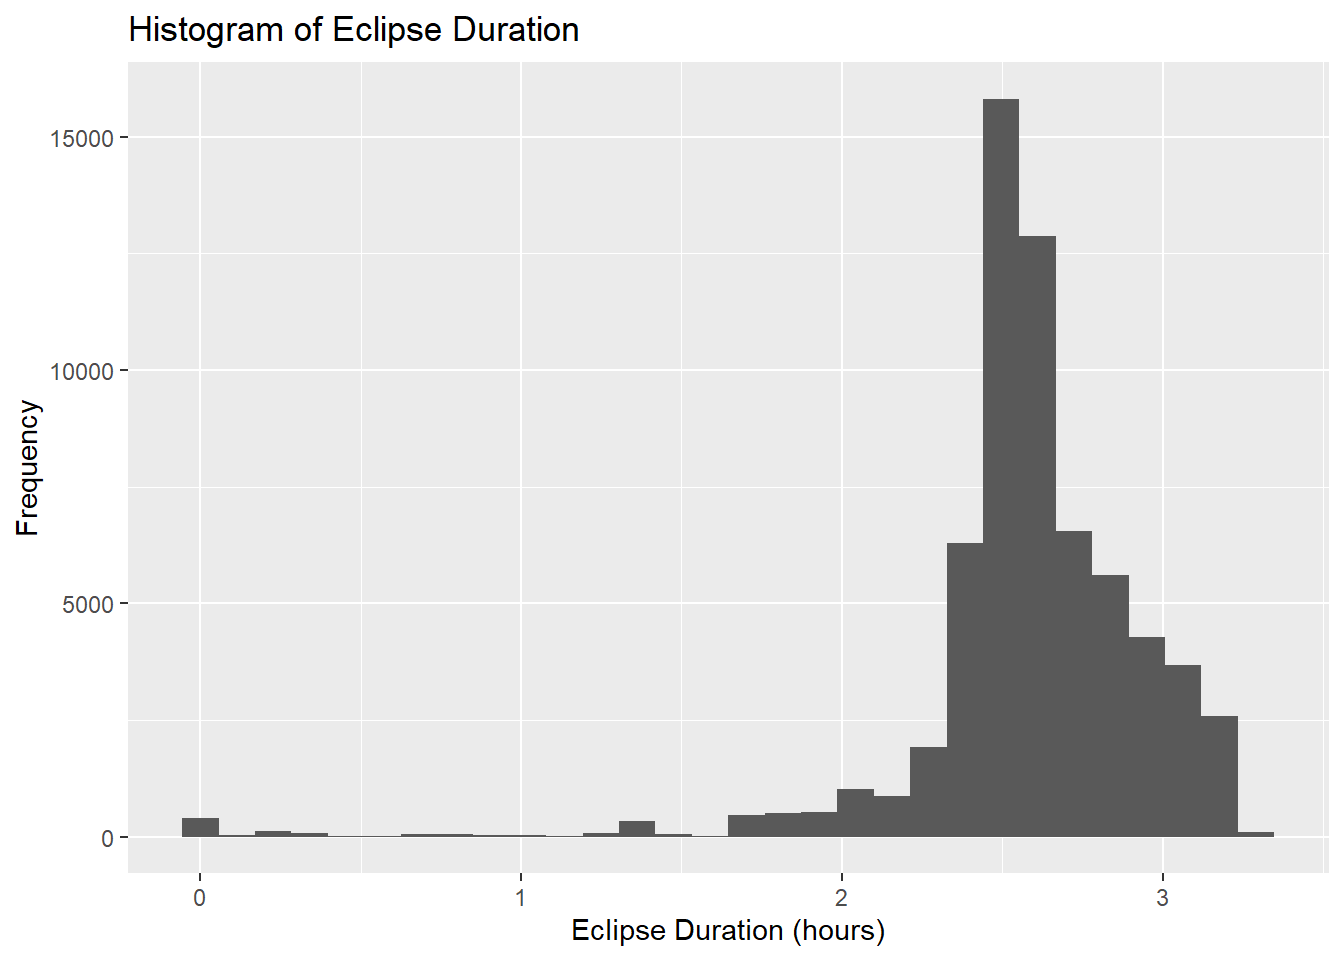 Histogram of Eclipse Duration
15000
10000
5000
0
Frequency
0 1 2 3
Eclipse Duration (hours)